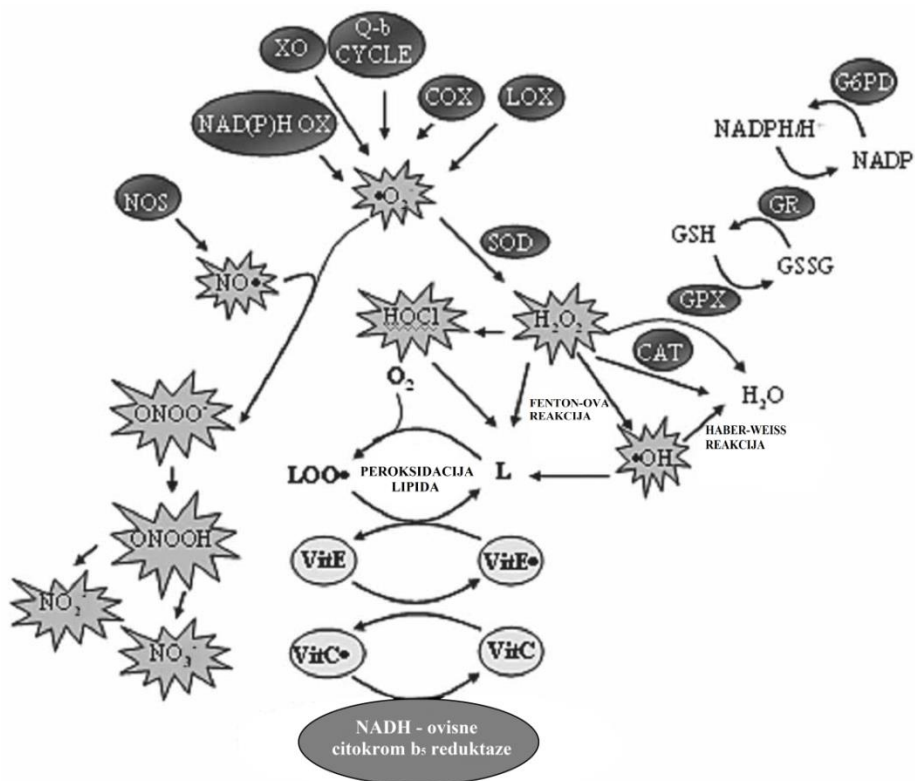 XO
Q-b
CYCLE
COX
LOX
G6PD
NAD(P)H OX
NADPH/H⁻
NADP
•O₂⁻
NOS
SOD
GR
GSH
GSSG
NO•
GPX
HOCl
H₂O₂
CAT
O₂
H₂O
ONOO⁻
FENTON-OVA
REAKCIJA
HABER-WEISS
REAKCIJA
•OH
LOO•
PEROKSIDACIJA
LIPIDA
L
ONOOH
VitE
VitE•
NO₂⁻
NO₃⁻
VitC•
VitC
NADH - ovisne
citokrom b₅ reduktaze